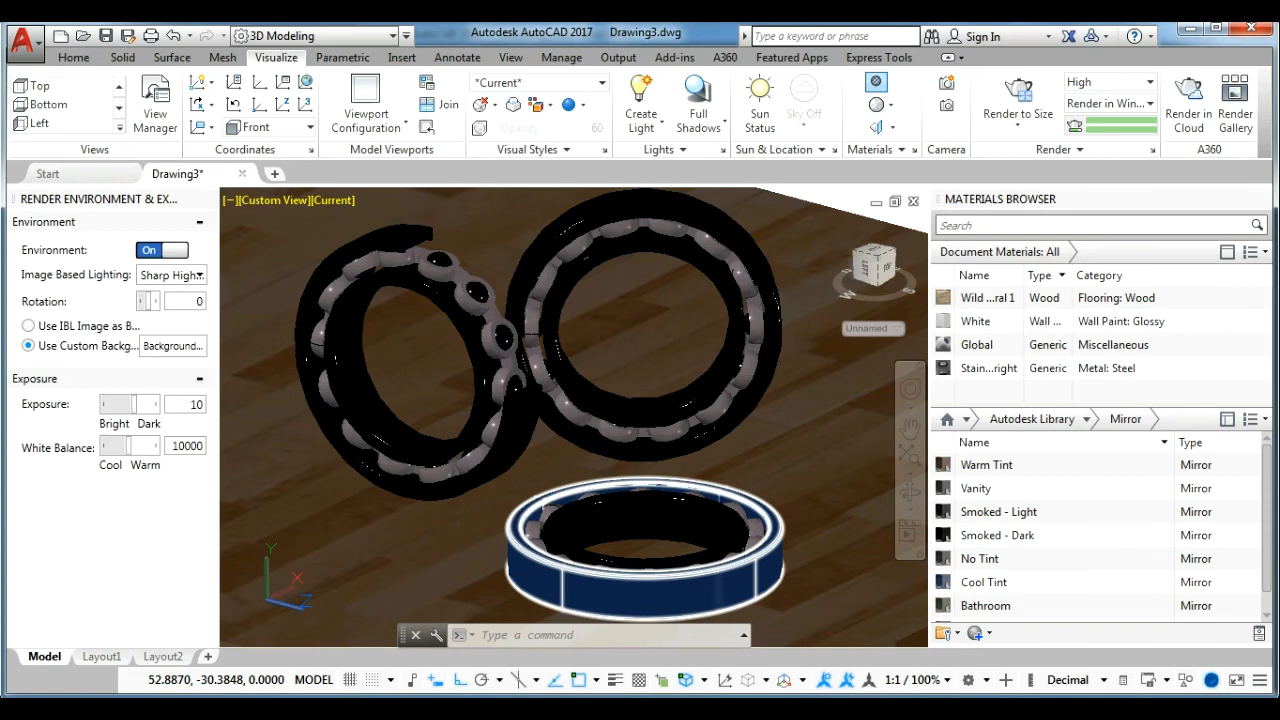 Autodesk AutoCAD 2017 Drawing3.dwg
3D Modeling Type a keyword or phrase Sign In
Home Solid Surface Mesh Visualize Parametric Insert Annotate View Manage Output Add-ins A360 Featured Apps Express Tools
Top
Bottom
Left
View Manager
Front
Viewport Configuration
Join
*Current*
Opacity 60
Create Light
Full Shadows
Sun Status
Sky Off
Render to Size
High
Render in Win...
Render in Cloud
Render Gallery
Views Coordinates Model Viewports Visual Styles Lights Sun & Location Materials Camera Render A360
Start Drawing3*
RENDER ENVIRONMENT & EX...
Environment
Environment: On
Image Based Lighting: Sharp High...
Rotation: 0
Use IBL Image as B...
Use Custom Backg... Background...
Exposure
Exposure: 10
Bright Dark
White Balance: 10000
Cool Warm
[−][Custom View][Current]
LEFT
W
Unnamed
Y
X
Z
Type a command
MATERIALS BROWSER
Search
Document Materials: All
Name Type Category
Wild ...ral 1 Wood Flooring: Wood
White Wall ... Wall Paint: Glossy
Global Generic Miscellaneous
Stain...right Generic Metal: Steel
Autodesk Library Mirror
Name Type
Warm Tint Mirror
Vanity Mirror
Smoked - Light Mirror
Smoked - Dark Mirror
No Tint Mirror
Cool Tint Mirror
Bathroom Mirror
Model Layout1 Layout2
52.8870, -30.3848, 0.0000 MODEL 1:1 / 100% Decimal